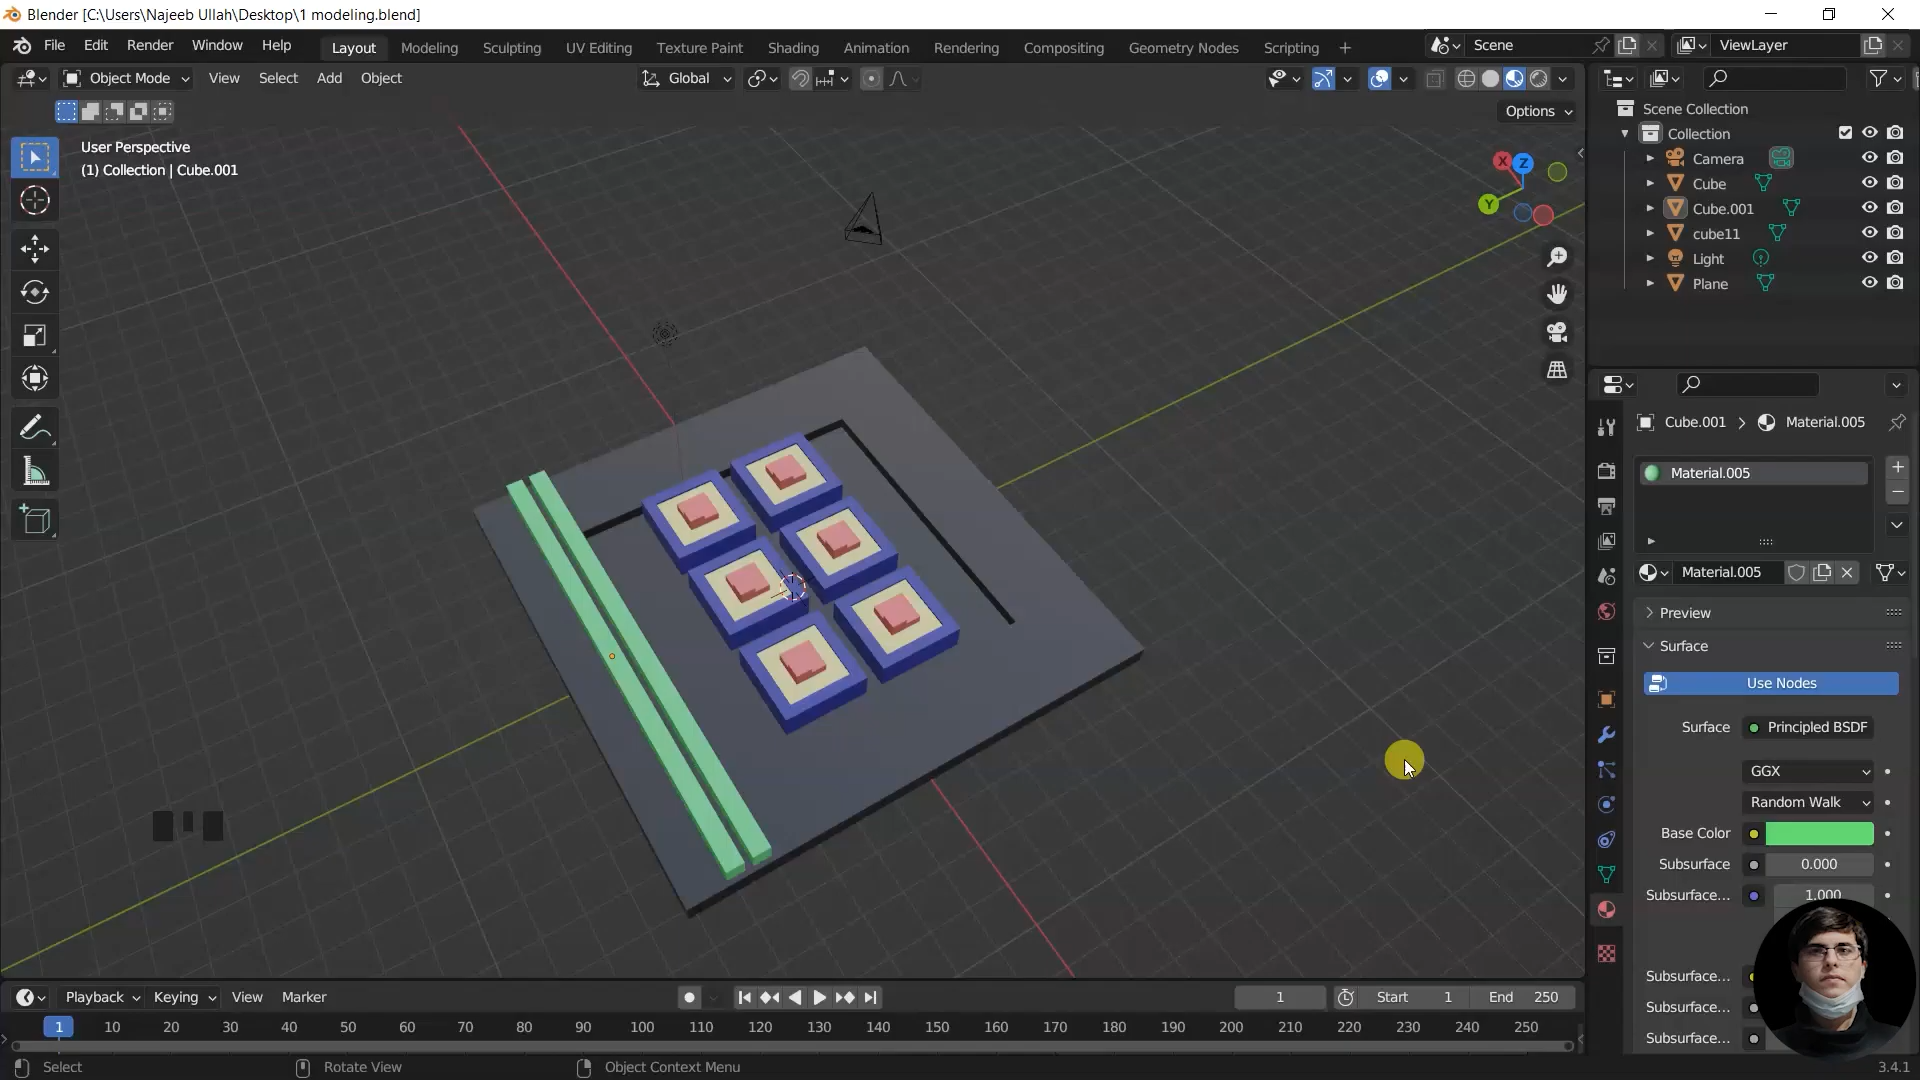 Blender [C:\Users\Najeeb Ullah\Desktop\1 modeling.blend]
File Edit Render Window Help
Layout Modeling Sculpting UV Editing Texture Paint Shading Animation Rendering Compositing Geometry Nodes Scripting +
Scene
ViewLayer
Object Mode View Select Add Object
Global
Options
User Perspective
(1) Collection | Cube.001
X
Z
Y
Scene Collection
Collection
Camera
Cube
Cube.001
cube11
Light
Plane
Cube.001 > Material.005
Material.005
Material.005
Preview
Surface
Use Nodes
Surface Principled BSDF
GGX
Random Walk
Base Color
Subsurface 0.000
Subsurface... 1.000
Subsurface...
Subsurface...
Subsurface...
Playback Keying View Marker
1 Start 1 End 250
1 10 20 30 40 50 60 70 80 90 100 110 120 130 140 150 160 170 180 190 200 210 220 230 240 250
Select Rotate View Object Context Menu 3.4.1